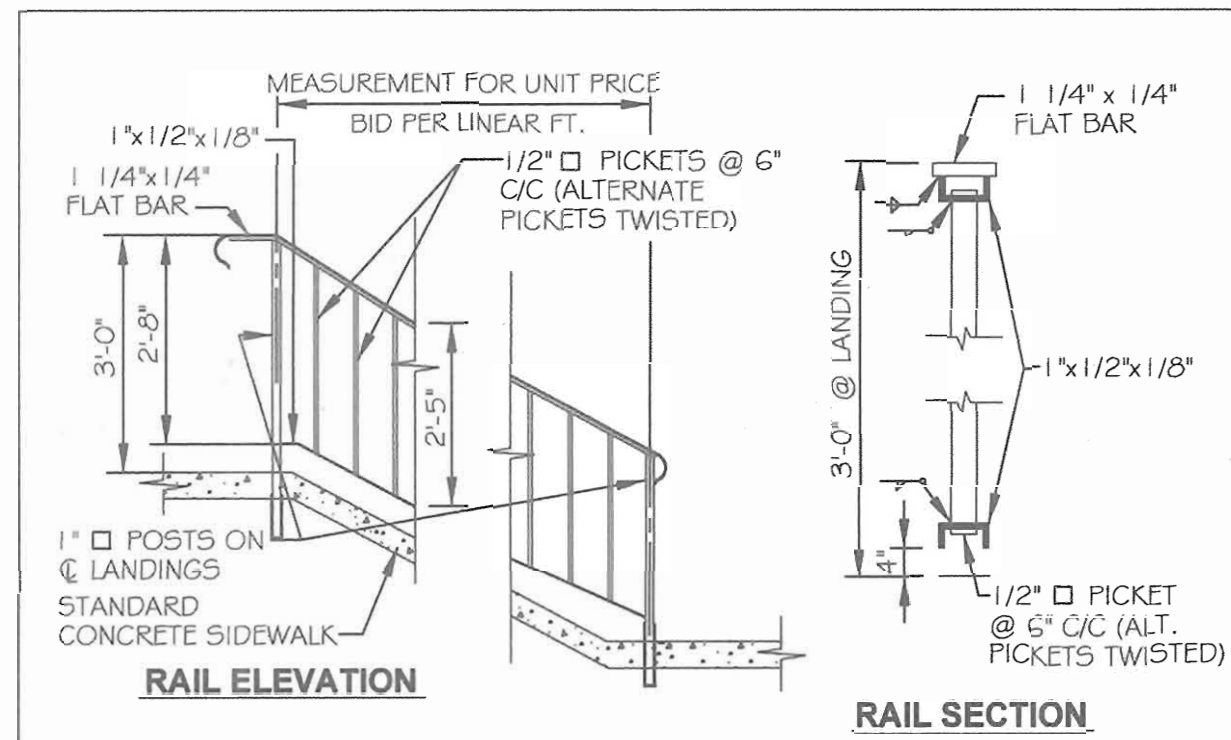 MEASUREMENT FOR UNIT PRICE
BID PER LINEAR FT.
1"x1/2"x1/8"
1 1/4"x1/4"
FLAT BAR
1/2" □ PICKETS @ 6"
C/C (ALTERNATE
PICKETS TWISTED)
3'-0"
2'-8"
2'-5"
1" □ POSTS ON
℄ LANDINGS
STANDARD
CONCRETE SIDEWALK
RAIL ELEVATION
1 1/4" x 1/4"
FLAT BAR
3'-0" @ LANDING
1"x1/2"x1/8"
4"
1/2" □ PICKET
@ 6" C/C (ALT.
PICKETS TWISTED)
RAIL SECTION